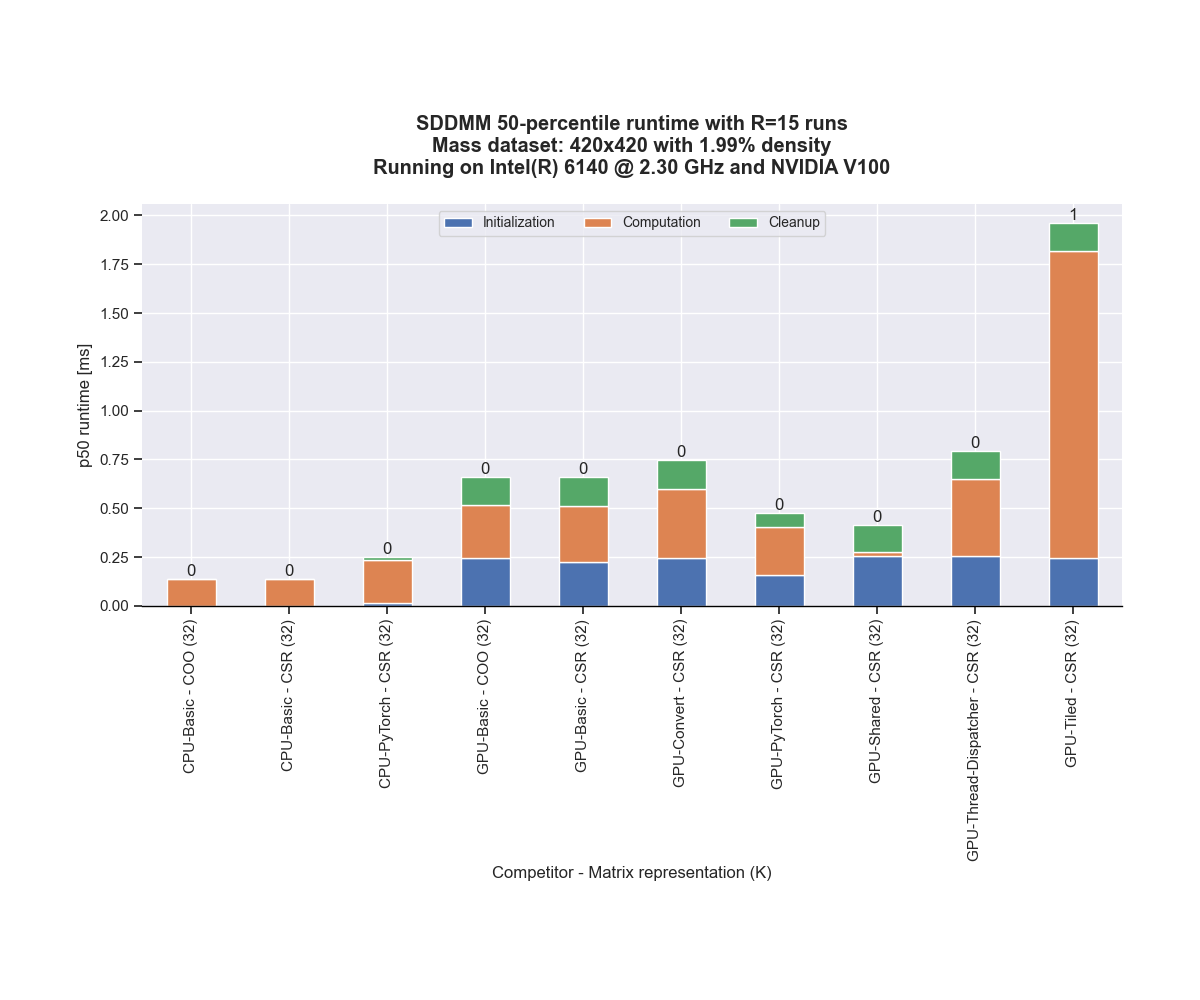 SDDMM 50-percentile runtime with R=15 runs
Mass dataset: 420x420 with 1.99% density
Running on Intel(R) 6140 @ 2.30 GHz and NVIDIA V100
Initialization
Computation
Cleanup
p50 runtime [ms]
2.00
1.75
1.50
1.25
1.00
0.75
0.50
0.25
0.00
0
0
0
0
0
0
0
0
0
1
CPU-Basic - COO (32)
CPU-Basic - CSR (32)
CPU-PyTorch - CSR (32)
GPU-Basic - COO (32)
GPU-Basic - CSR (32)
GPU-Convert - CSR (32)
GPU-PyTorch - CSR (32)
GPU-Shared - CSR (32)
GPU-Thread-Dispatcher - CSR (32)
GPU-Tiled - CSR (32)
Competitor - Matrix representation (K)